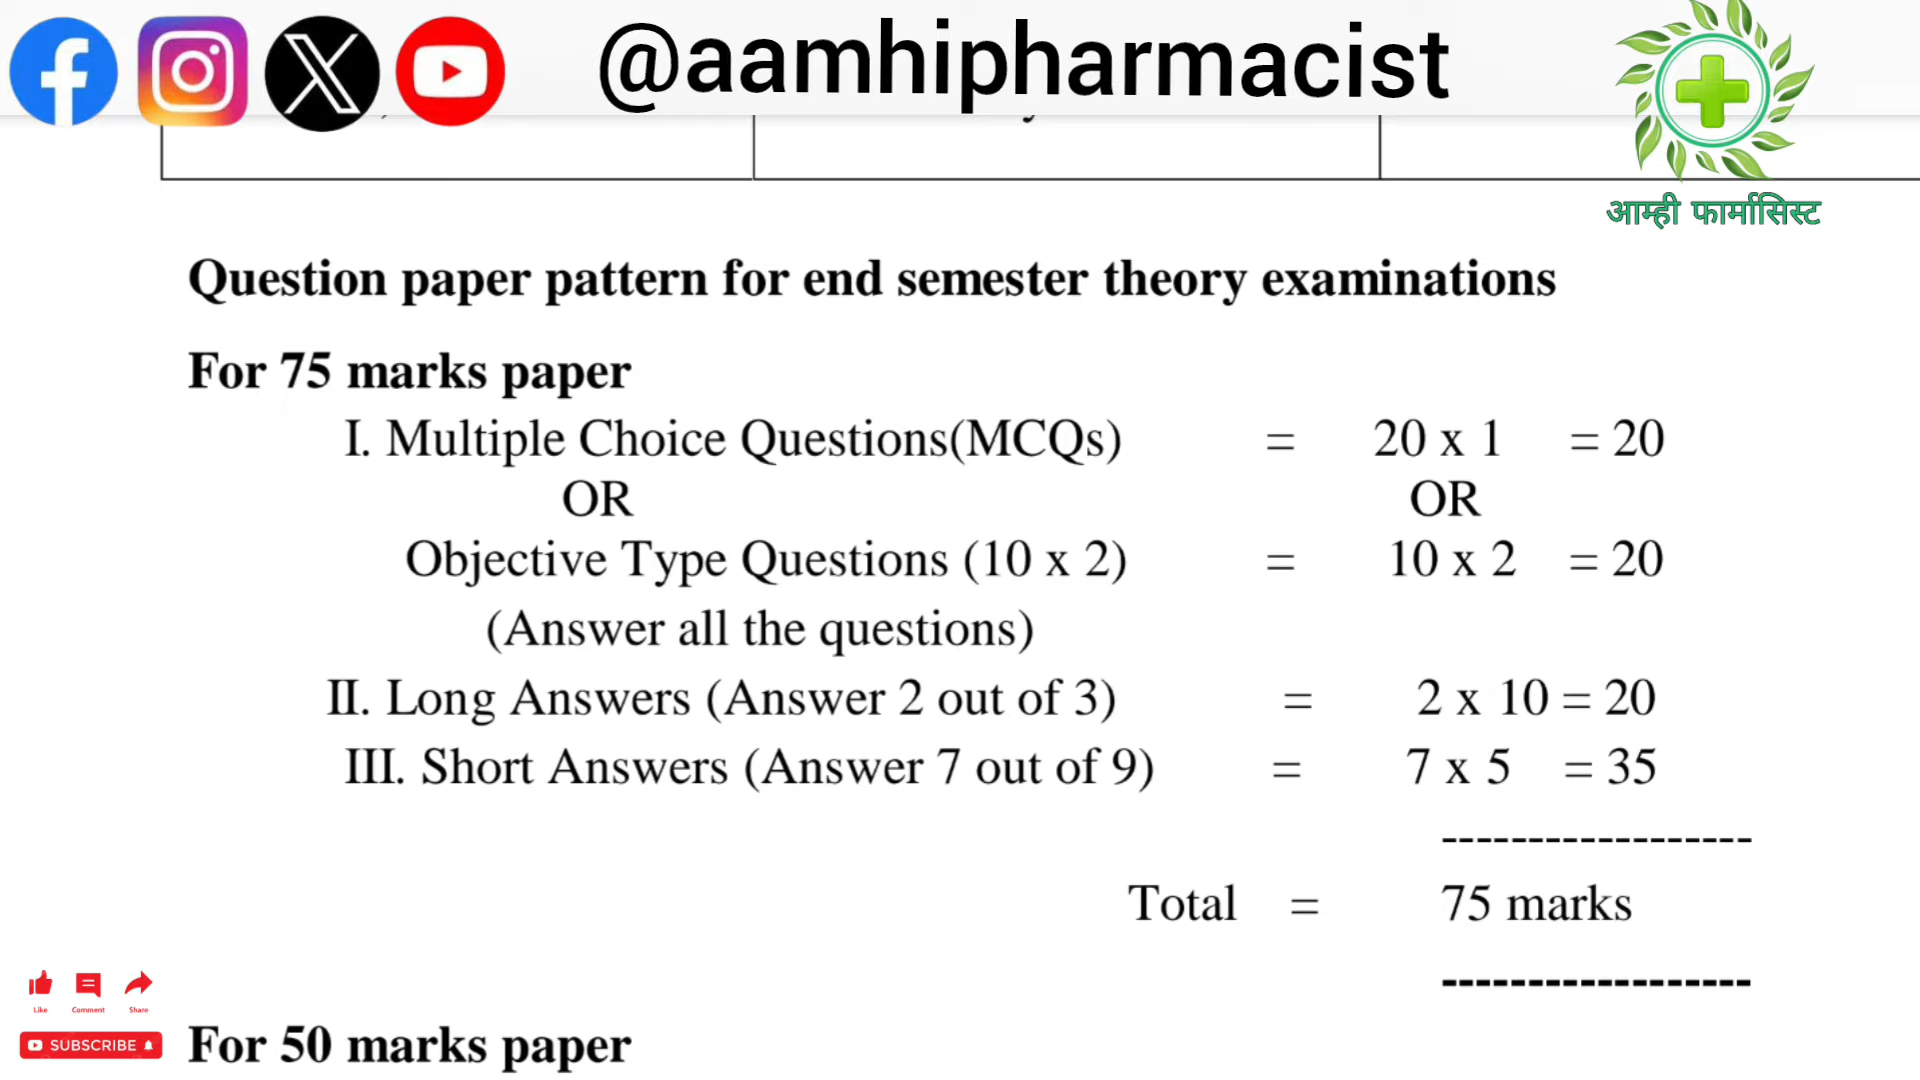 @aamhipharmacist
आम्ही फार्मासिस्ट
Question paper pattern for end semester theory examinations
For 75 marks paper
I. Multiple Choice Questions(MCQs) = 20 x 1 = 20
OR OR
Objective Type Questions (10 x 2) = 10 x 2 = 20
(Answer all the questions)
II. Long Answers (Answer 2 out of 3) = 2 x 10 = 20
III. Short Answers (Answer 7 out of 9) = 7 x 5 = 35
------------------
Total = 75 marks
------------------
Like Comment Share
SUBSCRIBE
For 50 marks paper